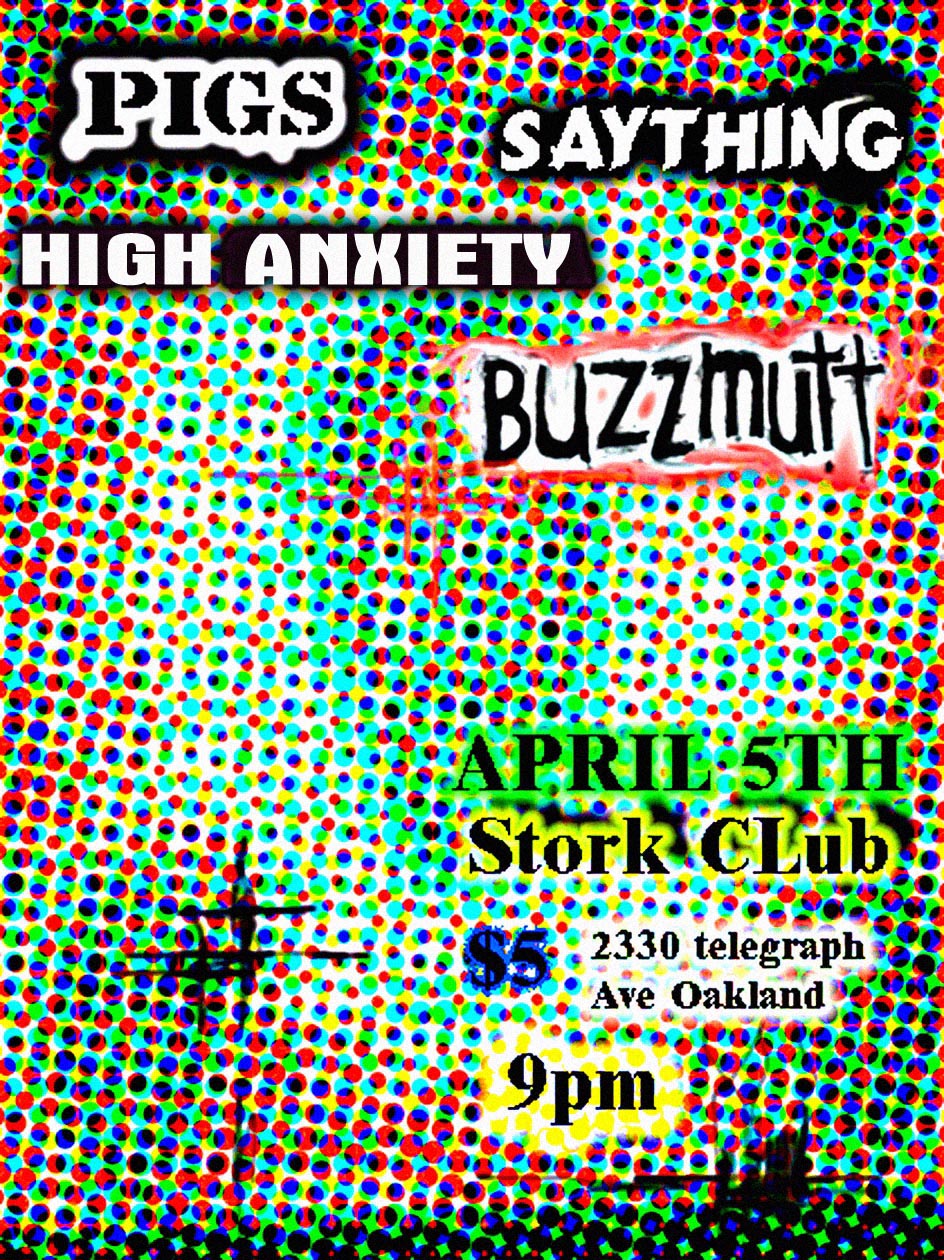 PIGS
SAYTHING
HIGH ANXIETY
BUZZmutt
APRIL 5TH
Stork CLub
$5
2330 telegraph
Ave Oakland
9pm